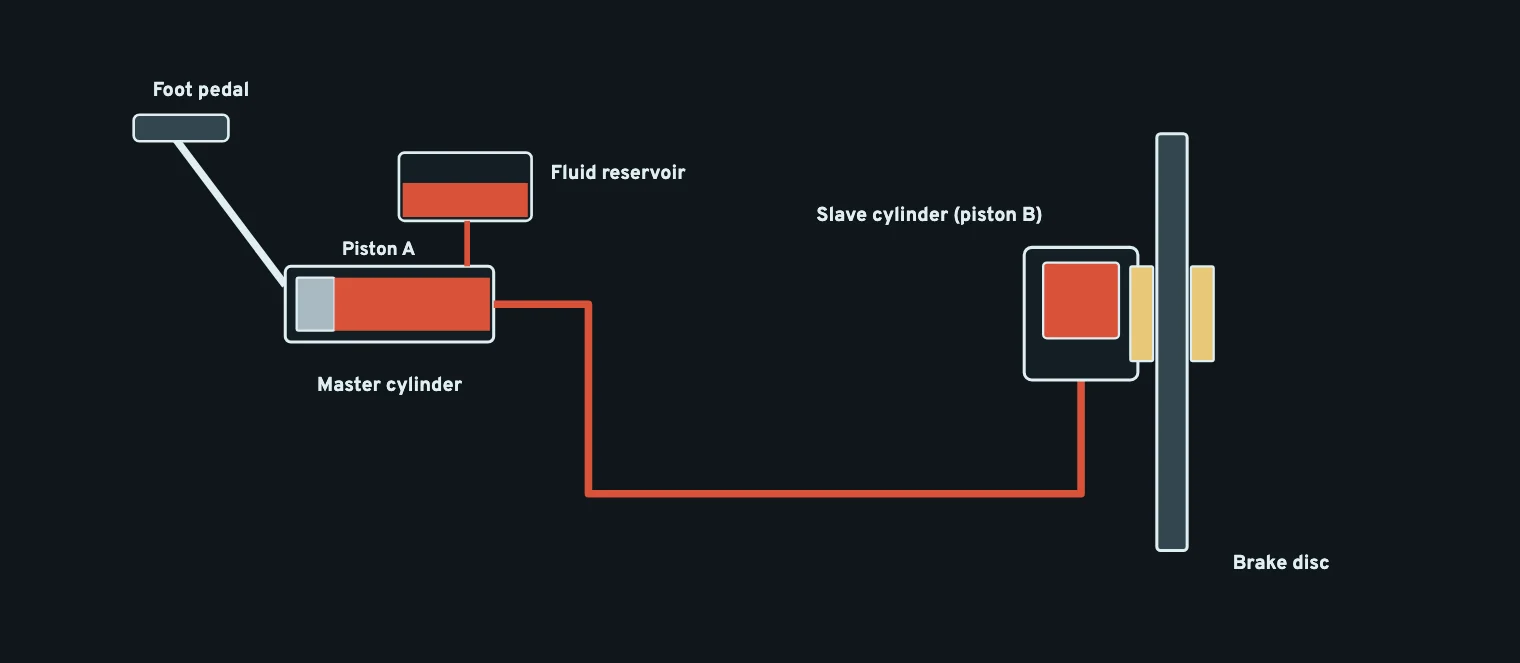 Foot pedal
Fluid reservoir
Slave cylinder (piston B)
Piston A
Master cylinder
Brake disc